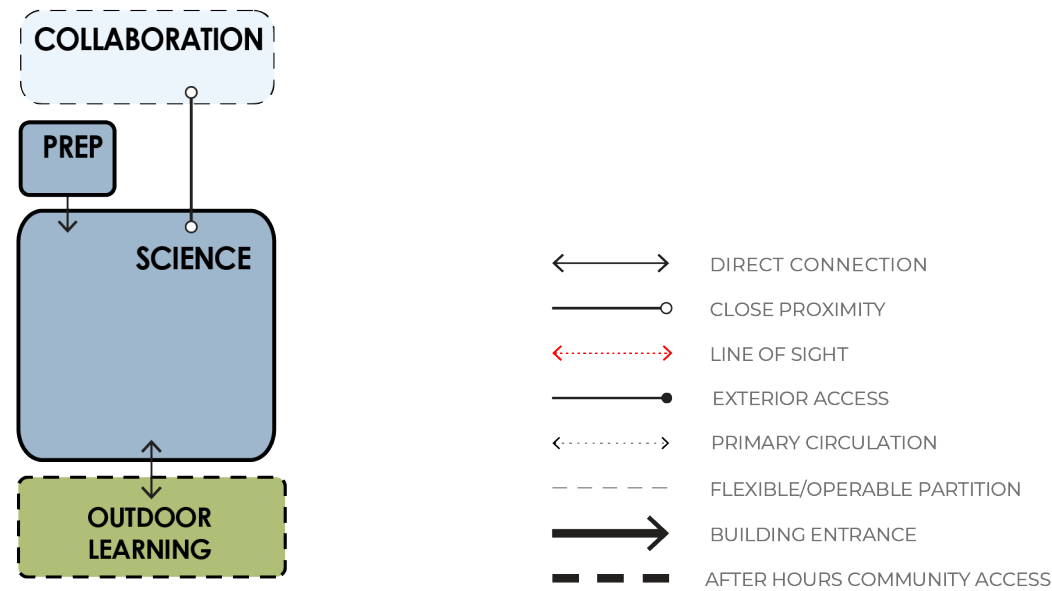 COLLABORATION
PREP
SCIENCE
OUTDOOR
LEARNING
DIRECT CONNECTION
CLOSE PROXIMITY
LINE OF SIGHT
EXTERIOR ACCESS
PRIMARY CIRCULATION
FLEXIBLE/OPERABLE PARTITION
BUILDING ENTRANCE
AFTER HOURS COMMUNITY ACCESS